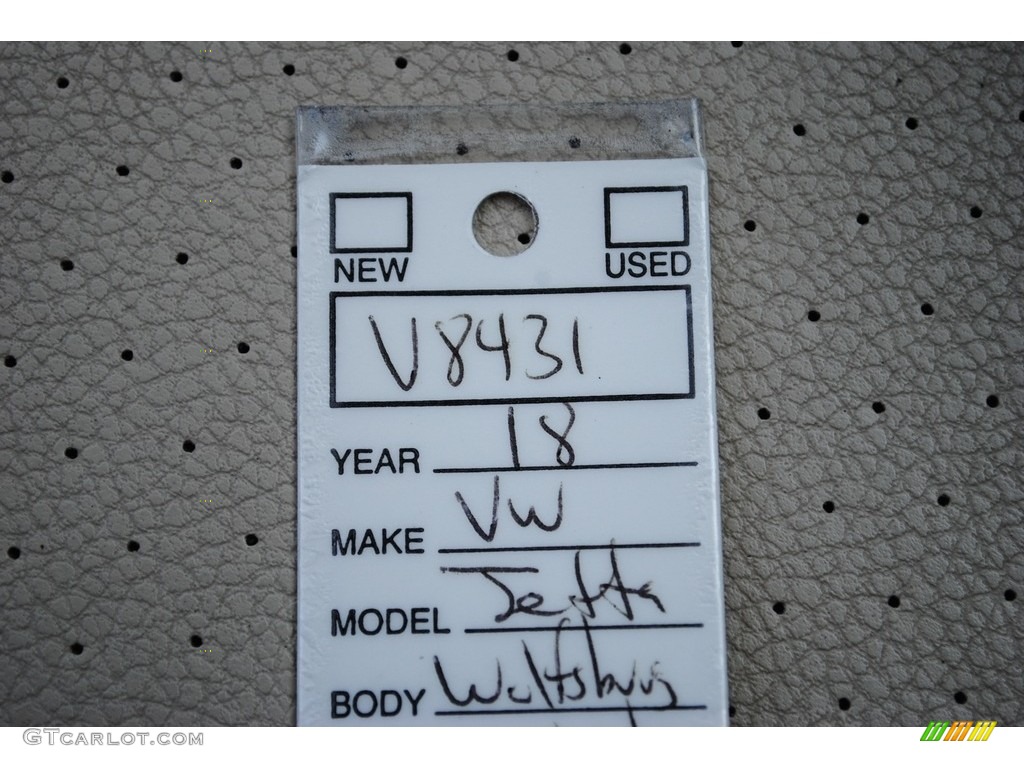 NEW USED
V8431
YEAR 18
MAKE VW
MODEL Jetta
BODY Wolfsburg
GTCARLOT.COM